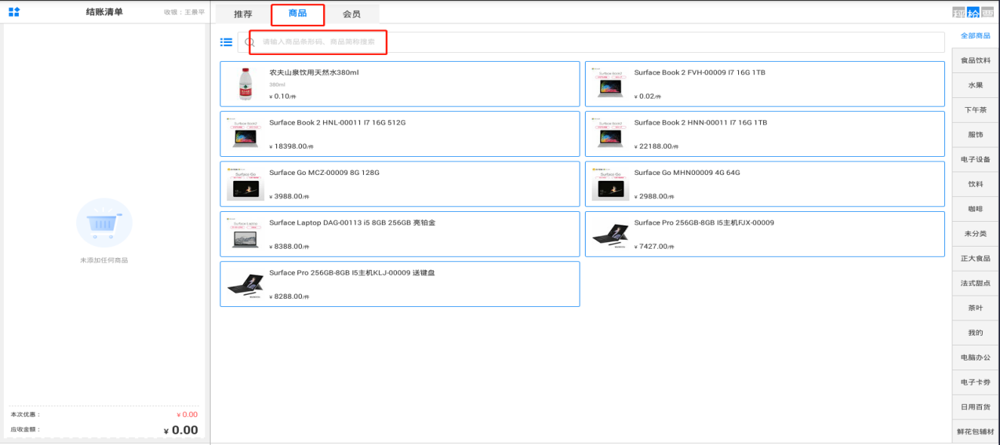 结账清单
收银：王景平
推荐
商品
会员
秤 枪 票
请输入商品条形码、商品简称搜索
全部商品
食品饮料
水果
下午茶
服饰
电子设备
饮料
咖啡
未分类
正大食品
法式甜点
茶叶
我的
电脑办公
电子卡券
日用百货
鲜花包辅材
农夫山泉饮用天然水380ml
380ml
¥ 0.10/件
Surface Book 2 FVH-00009 I7 16G 1TB
¥ 0.02/件
Surface Book 2 HNL-00011 I7 16G 512G
¥ 18398.00/件
Surface Book 2 HNN-00011 I7 16G 1TB
¥ 22188.00/件
Surface Go MCZ-00009 8G 128G
¥ 3988.00/件
Surface Go MHN00009 4G 64G
¥ 2988.00/件
Surface Laptop DAG-00113 i5 8GB 256GB 亮铂金
¥ 8388.00/件
Surface Pro 256GB-8GB I5主机FJX-00009
¥ 7427.00/件
Surface Pro 256GB-8GB I5主机KLJ-00009 送键盘
¥ 8288.00/件
未添加任何商品
本次优惠：
¥ 0.00
应收金额：
¥ 0.00